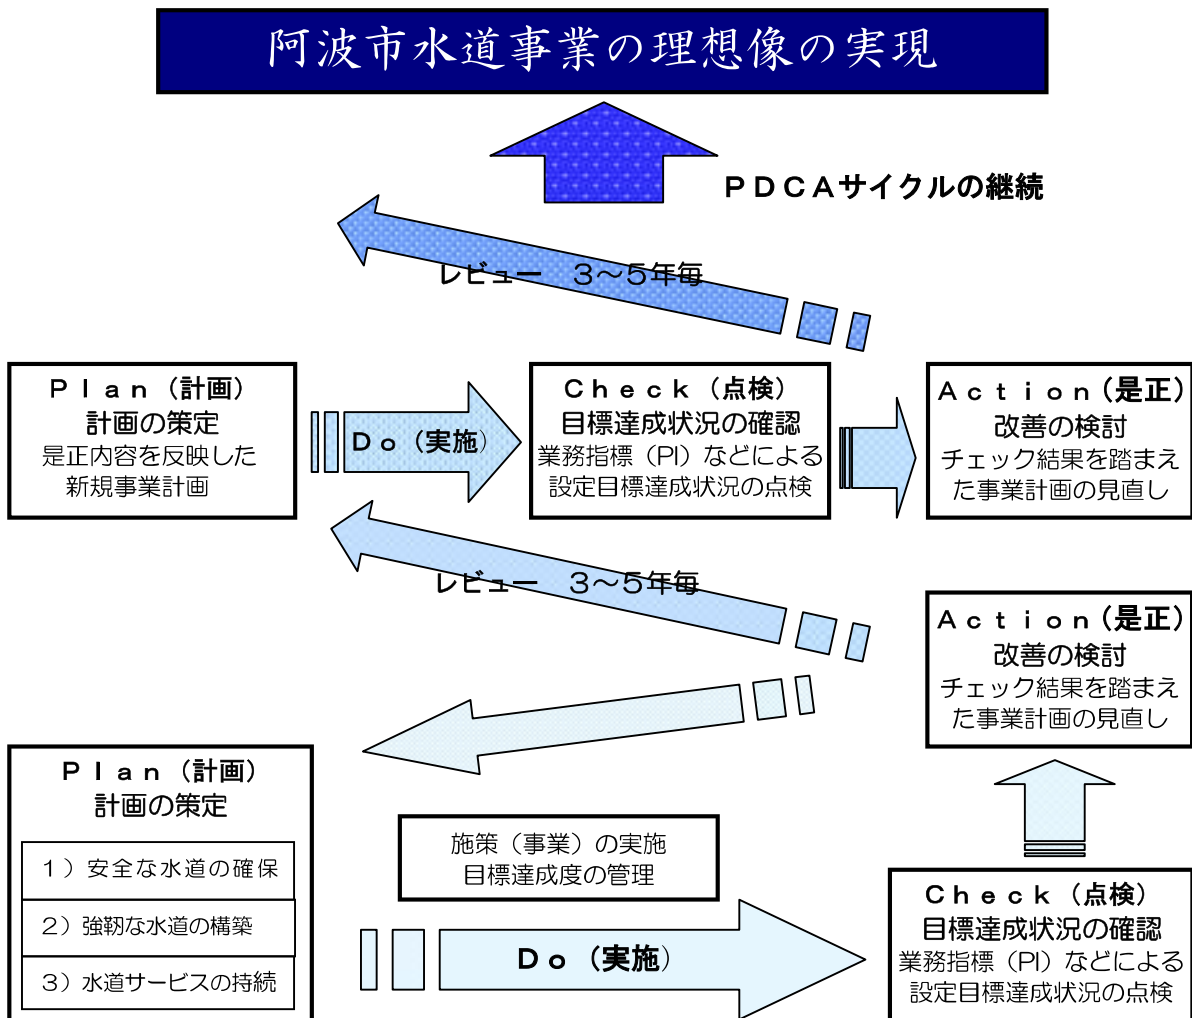 阿波市水道事業の理想像の実現
PDCAサイクルの継続
レビュー 3～5年毎
Plan(計画)
計画の策定
是正内容を反映した
新規事業計画
Do(実施)
Check(点検)
目標達成状況の確認
業務指標(PI)などによる
設定目標達成状況の点検
Action(是正)
改善の検討
チェック結果を踏まえ
た事業計画の見直し
レビュー 3～5年毎
Action(是正)
改善の検討
チェック結果を踏まえ
た事業計画の見直し
Plan(計画)
計画の策定
1)安全な水道の確保
2)強靭な水道の構築
3)水道サービスの持続
施策(事業)の実施
目標達成度の管理
Do(実施)
Check(点検)
目標達成状況の確認
業務指標(PI)などによる
設定目標達成状況の点検